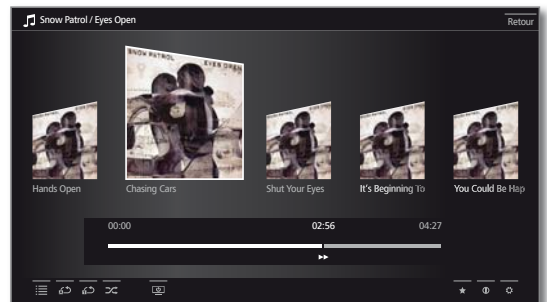 Snow Patrol / Eyes Open
Retour
SNOW PATROL EYES OPEN
Hands Open
Chasing Cars
Shut Your Eyes
It's Beginning To
You Could Be Hap
00:00 02:56 04:27